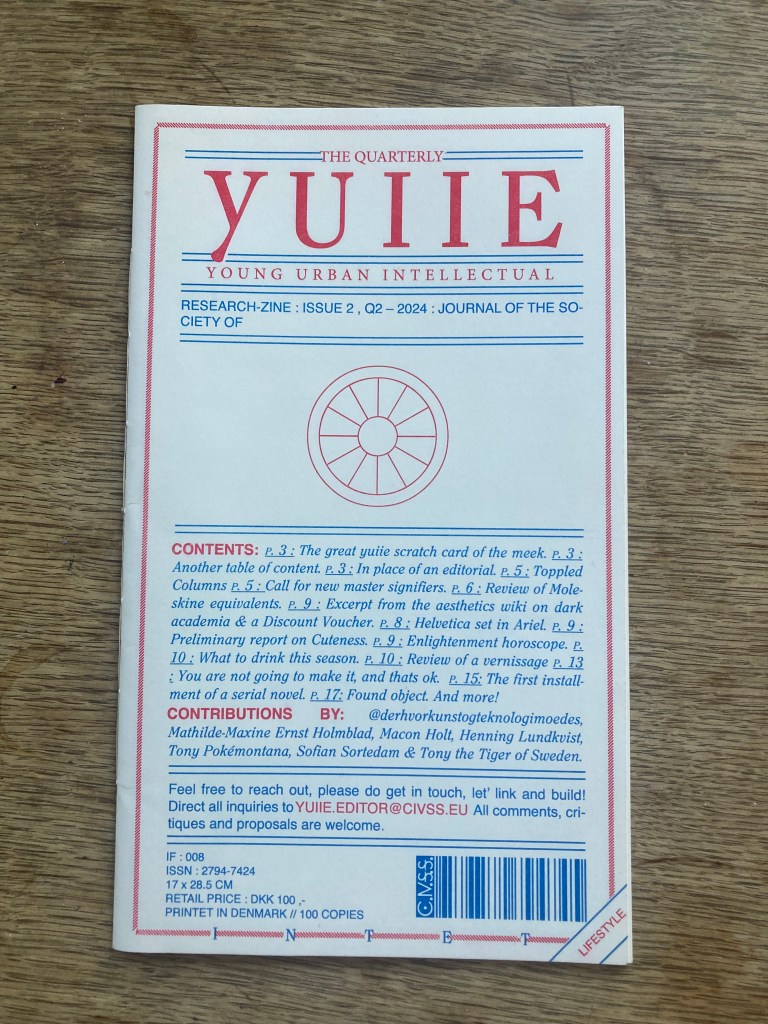 THE QUARTERLY
YUIIE
YOUNG URBAN INTELLECTUAL
RESEARCH-ZINE : ISSUE 2 , Q2 – 2024 : JOURNAL OF THE SO-
CIETY OF
CONTENTS: P. 3 : The great yuiie scratch card of the meek. P. 3 :
Another table of content. P. 3 : In place of an editorial. P. 5 : Toppled
Columns P. 5 : Call for new master signifiers. P. 6 : Review of Mole-
skine equivalents. P. 9 : Excerpt from the aesthetics wiki on dark
academia & a Discount Voucher. P. 8 : Helvetica set in Ariel. P. 9 :
Preliminary report on Cuteness. P. 9 : Enlightenment horoscope. P.
10 : What to drink this season. P. 10 : Review of a vernissage P. 13
: You are not going to make it, and thats ok. P. 15: The first install-
ment of a serial novel. P. 17: Found object. And more!
CONTRIBUTIONS BY: @derhvorkunstogteknologimoedes,
Mathilde-Maxine Ernst Holmblad, Macon Holt, Henning Lundkvist,
Tony Pokémontana, Sofian Sortedam & Tony the Tiger of Sweden.
Feel free to reach out, please do get in touch, let' link and build!
Direct all inquiries to YUIIE.EDITOR@CIVSS.EU All comments, cri-
tiques and proposals are welcome.
IF : 008
ISSN : 2794-7424
17 x 28.5 CM
RETAIL PRICE : DKK 100 ,-
PRINTET IN DENMARK // 100 COPIES
C.IV.S.S.
INTET
LIFESTYLE